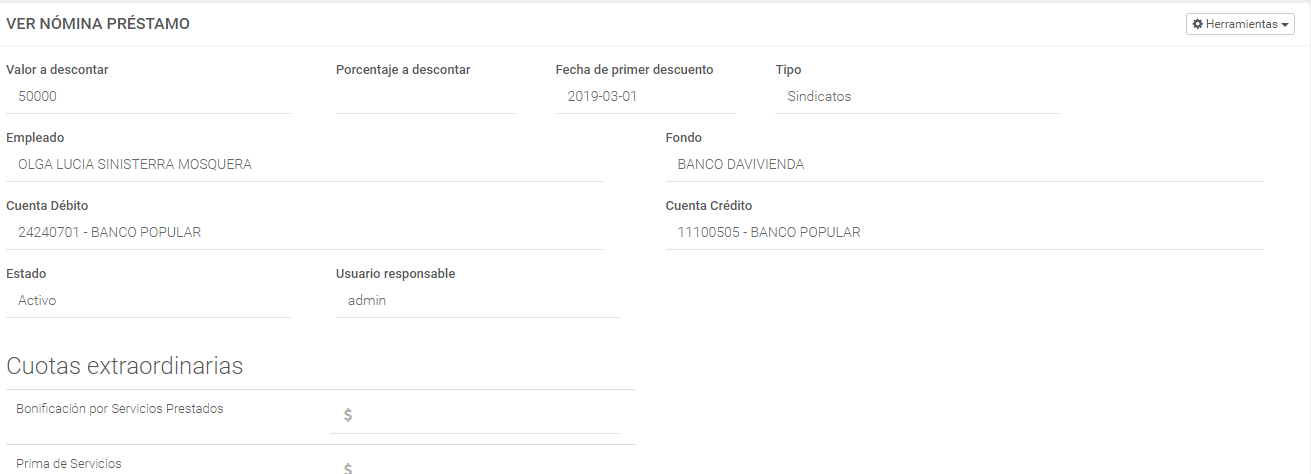 VER NÓMINA PRÉSTAMO
Herramientas
Valor a descontar Porcentaje a descontar Fecha de primer descuento Tipo
50000 2019-03-01 Sindicatos
Empleado Fondo
OLGA LUCIA SINISTERRA MOSQUERA BANCO DAVIVIENDA
Cuenta Débito Cuenta Crédito
24240701 - BANCO POPULAR 11100505 - BANCO POPULAR
Estado Usuario responsable
Activo admin
Cuotas extraordinarias
Bonificación por Servicios Prestados $
Prima de Servicios $